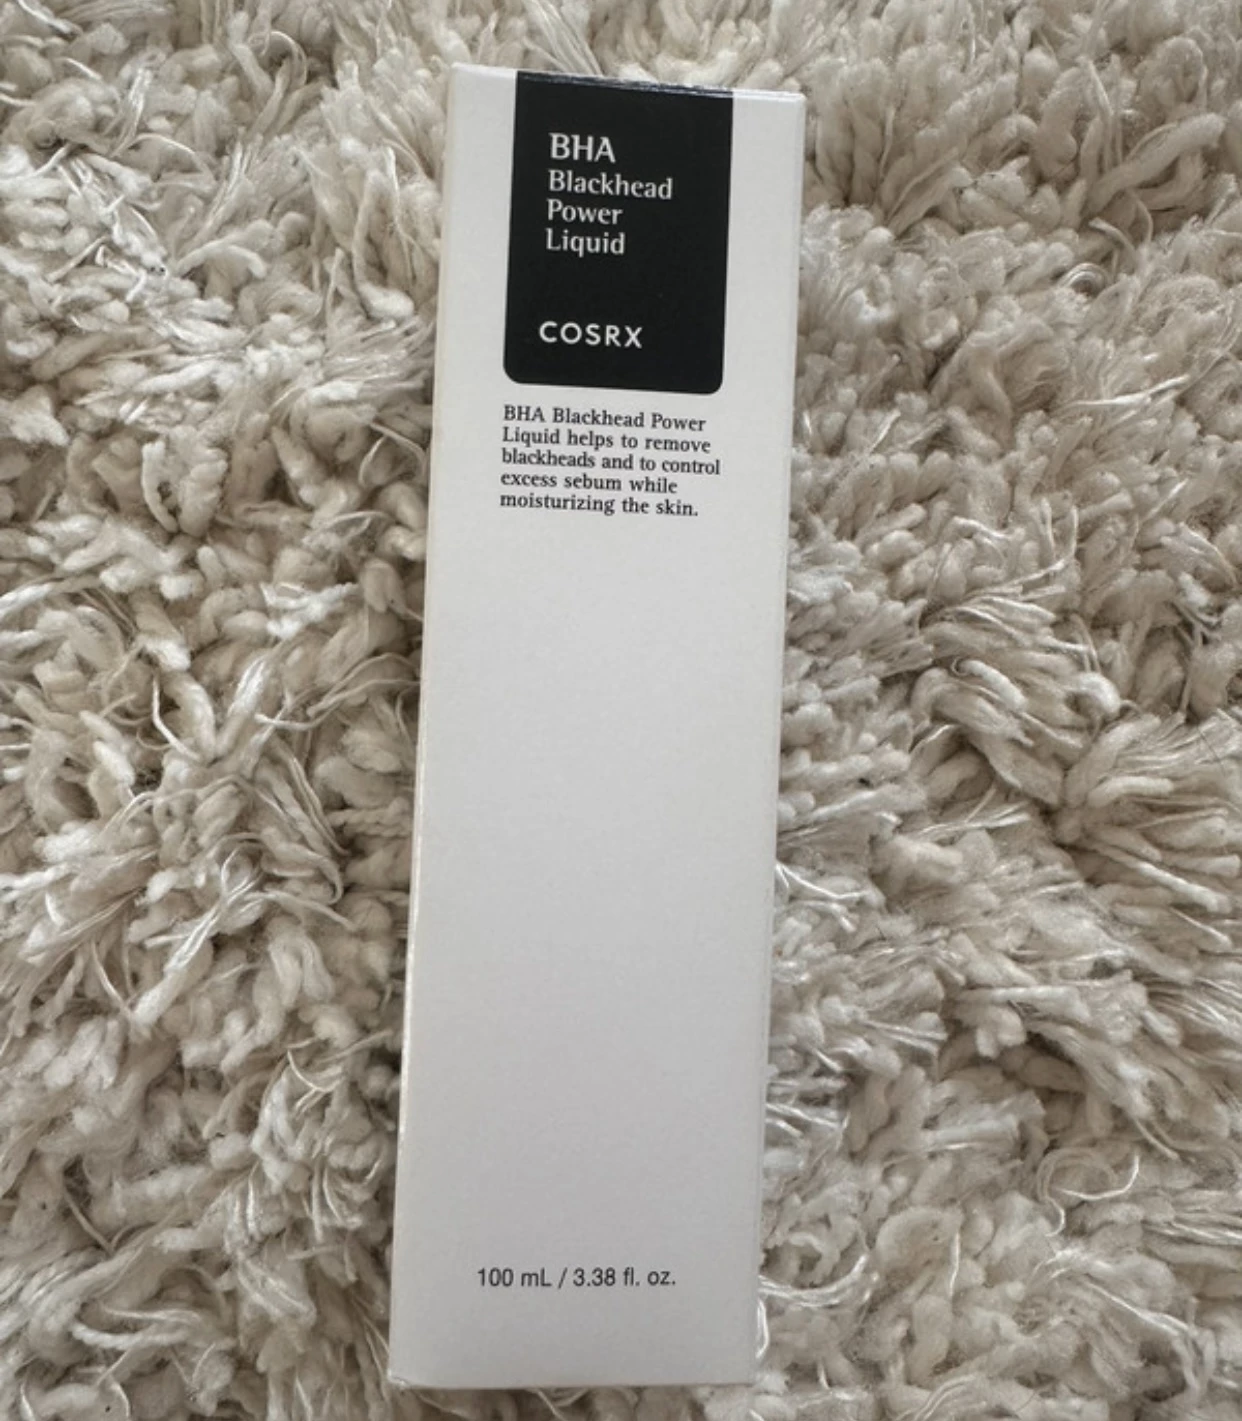 BHA
Blackhead
Power
Liquid
COSRX
BHA Blackhead Power
Liquid helps to remove
blackheads and to control
excess sebum while
moisturizing the skin.
100 mL / 3.38 fl. oz.